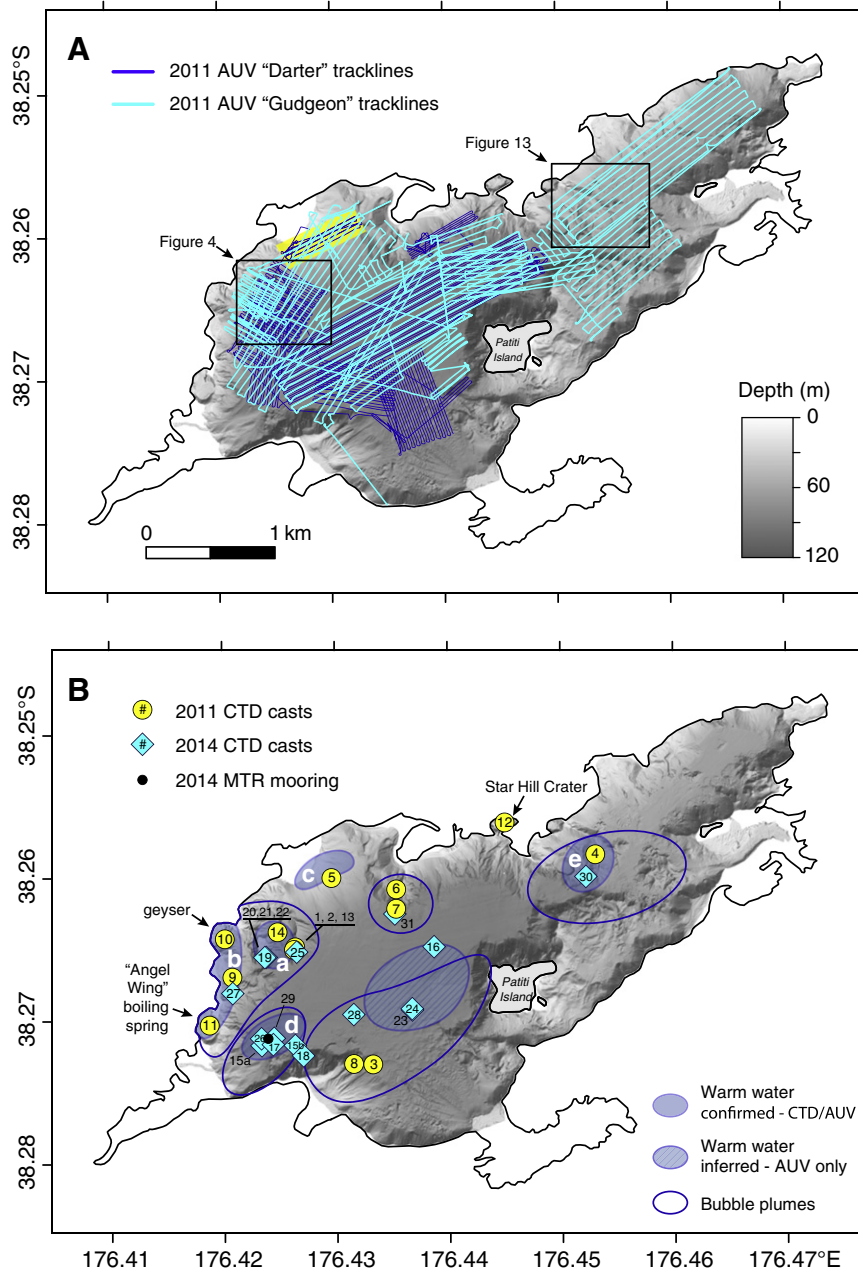 A
2011 AUV “Darter” tracklines
2011 AUV “Gudgeon” tracklines
Figure 13
Figure 4
Patiti
Island
Depth (m)
0
60
120
0 1 km
38.25°S
38.26
38.27
38.28
B
# 2011 CTD casts
# 2014 CTD casts
2014 MTR mooring
Star Hill Crater
12
e 4
30
c 5
6
7
31
geyser
20,21,22
1, 2, 13
10
14
b
19
a
25
16
9
27
“Angel
Wing”
boiling
spring
29
11
d
28
24
23
Patiti
Island
17
15a
15b
18
8 3
Warm water
confirmed - CTD/AUV
Warm water
inferred - AUV only
Bubble plumes
38.25°S
38.26
38.27
38.28
176.41 176.42 176.43 176.44 176.45 176.46 176.47°E